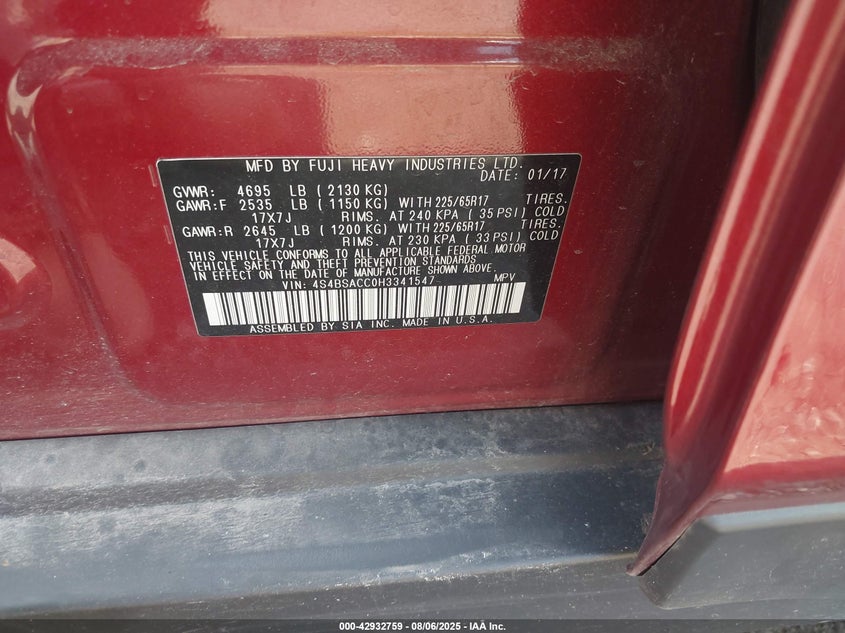 MFD BY FUJI HEAVY INDUSTRIES LTD.
DATE: 01/17
GVWR: 4695 LB ( 2130 KG)
GAWR:F 2535 LB ( 1150 KG) WITH 225/65R17 TIRES.
17X7J RIMS. AT 240 KPA ( 35 PSI) COLD
GAWR:R 2645 LB ( 1200 KG) WITH 225/65R17 TIRES.
17X7J RIMS. AT 230 KPA ( 33 PSI) COLD
THIS VEHICLE CONFORMS TO ALL APPLICABLE FEDERAL MOTOR
VEHICLE SAFETY AND THEFT PREVENTION STANDARDS
IN EFFECT ON THE DATE OF MANUFACTURE SHOWN ABOVE.
VIN: 4S4BSACC0H3341547 MPV
ASSEMBLED BY SIA INC. MADE IN U.S.A.
000-42932759 - 08/06/2025 - IAA Inc.